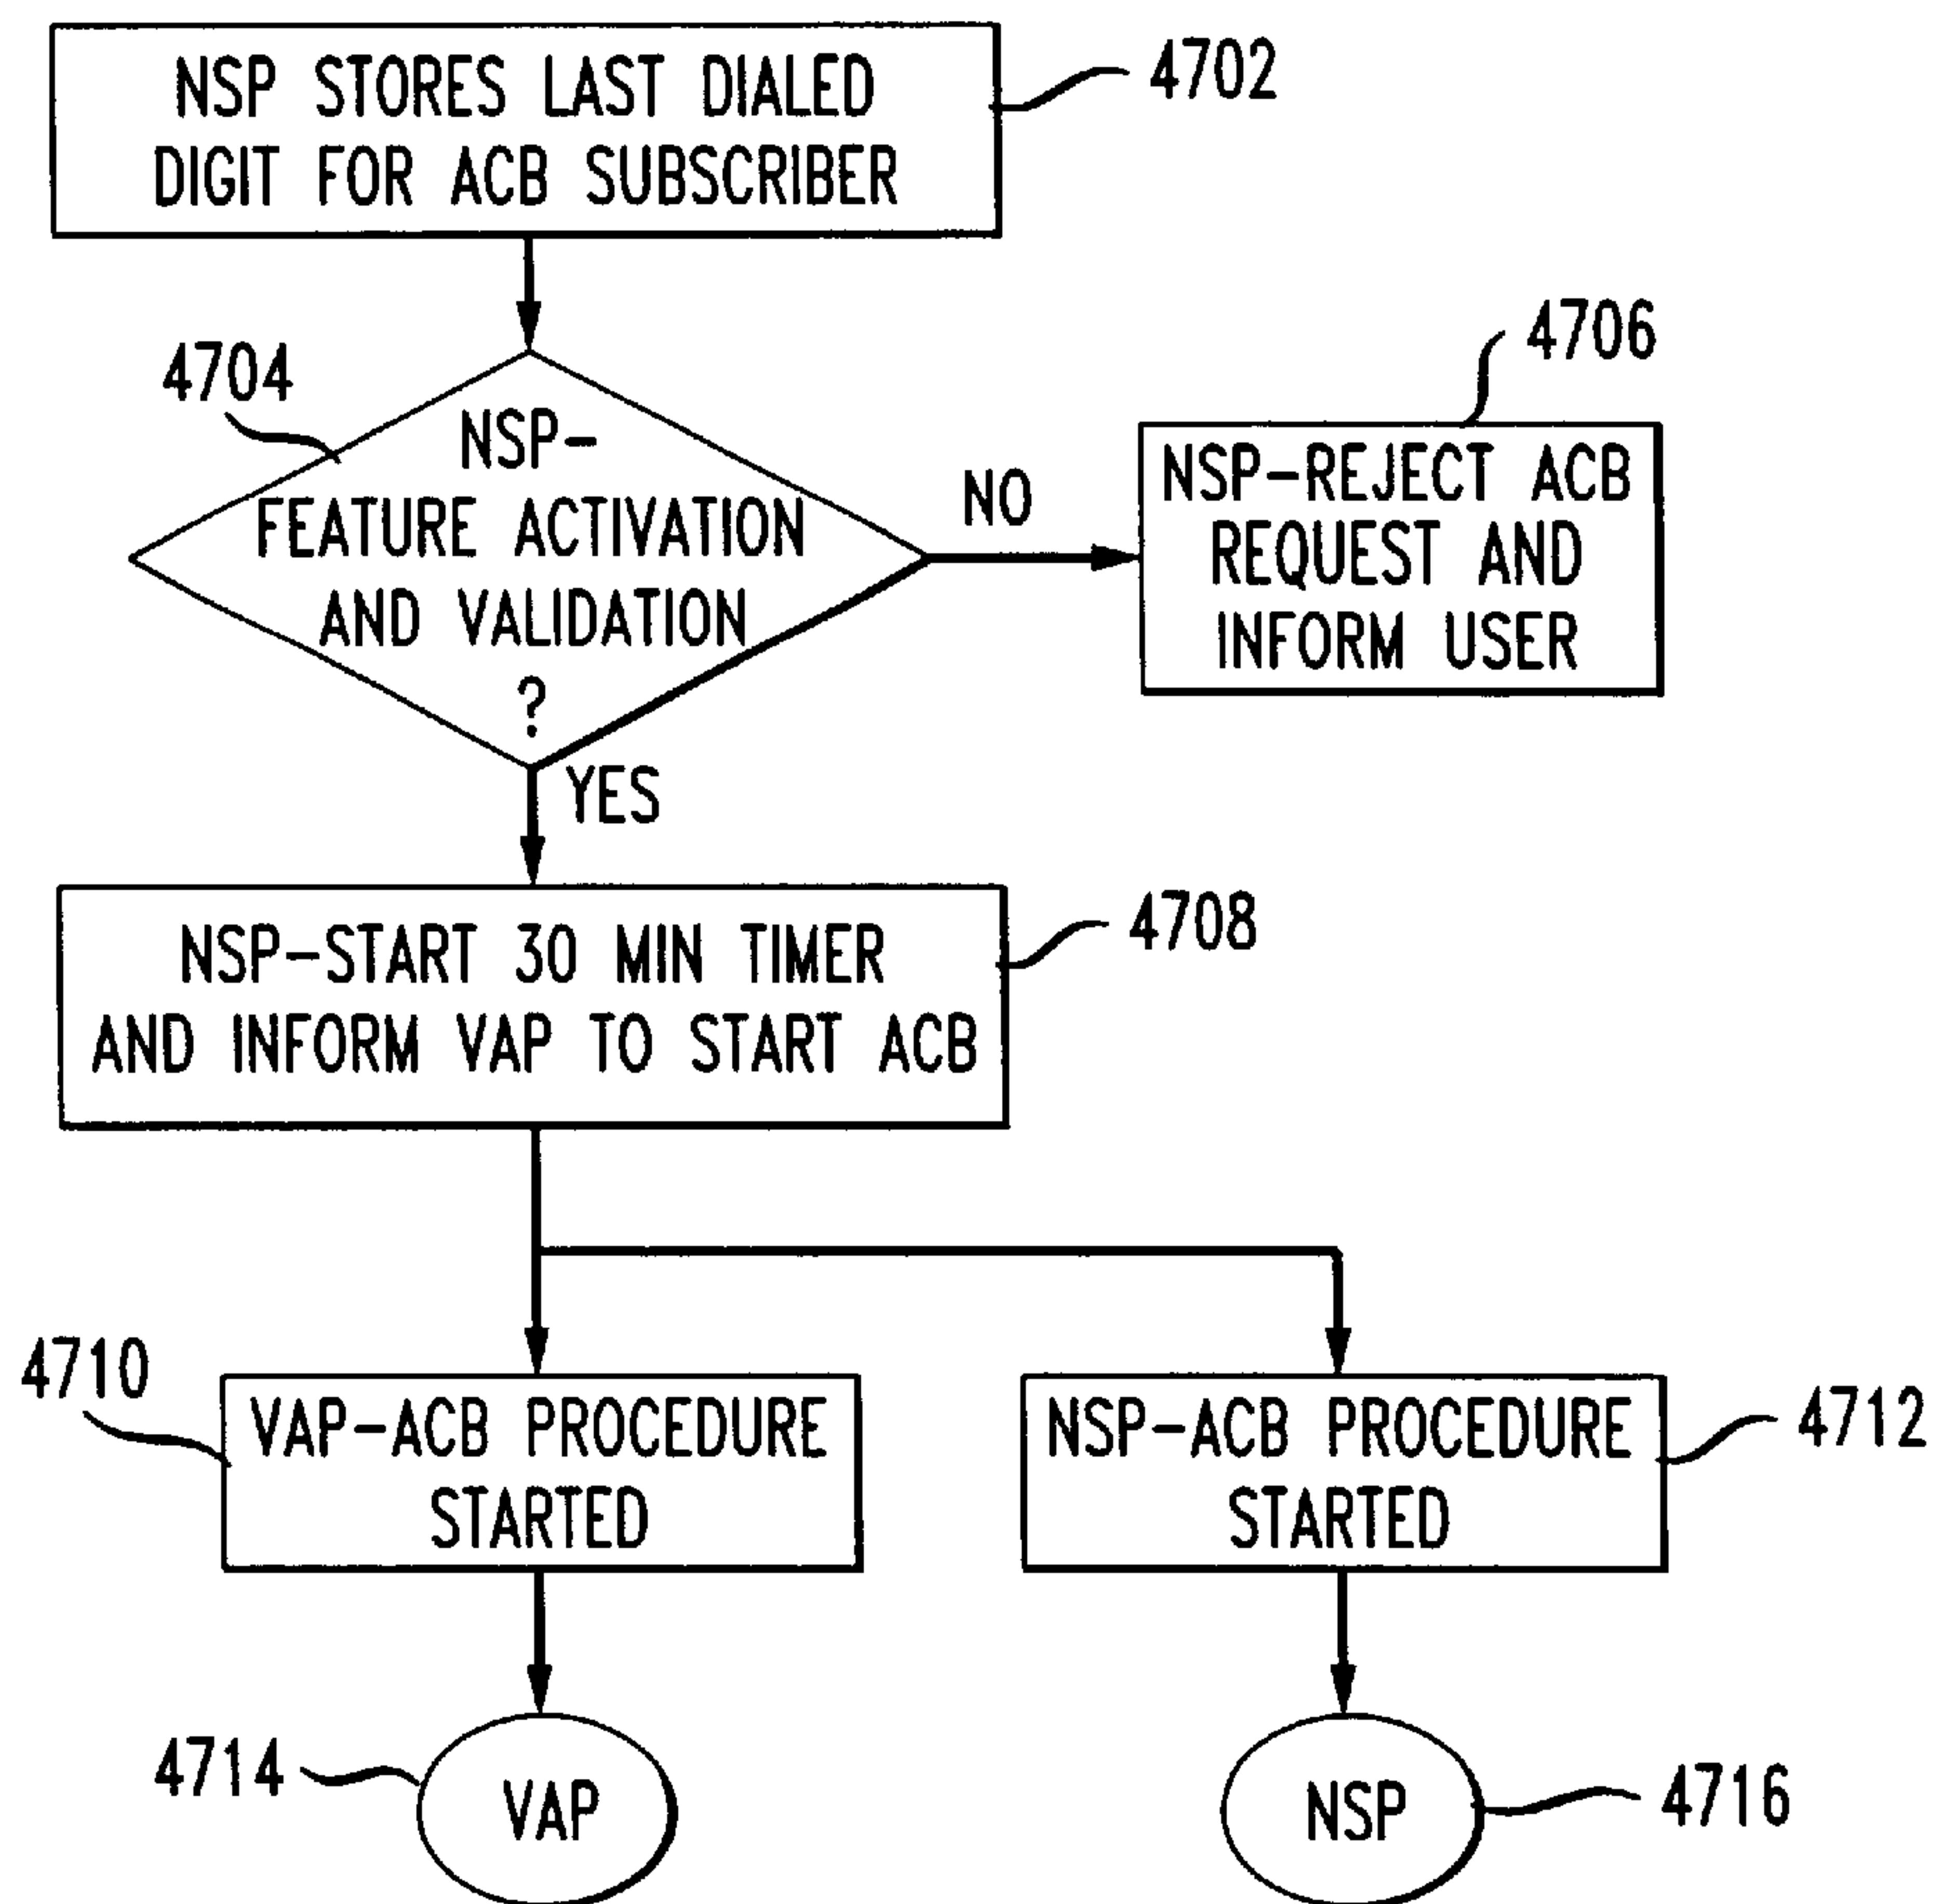 NSP STORES LAST DIALED
DIGIT FOR ACB SUBSCRIBER
4702
4704
NSP-
FEATURE ACTIVATION
AND VALIDATION
?
NO
4706
NSP-REJECT ACB
REQUEST AND
INFORM USER
YES
NSP-START 30 MIN TIMER
AND INFORM VAP TO START ACB
4708
4710
VAP-ACB PROCEDURE
STARTED
NSP-ACB PROCEDURE
STARTED
4712
4714
VAP
NSP
4716